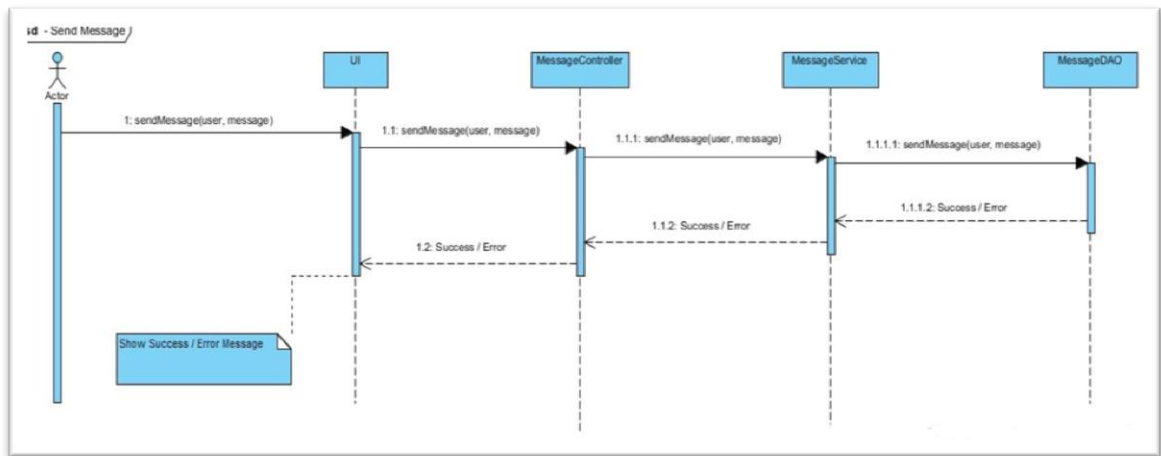 sd - Send Message
Actor
UI
MessageController
MessageService
MessageDAO
1: sendMessage(user, message)
1.1: sendMessage(user, message)
1.1.1: sendMessage(user, message)
1.1.1.1: sendMessage(user, message)
1.1.1.2: Success / Error
1.1.2: Success / Error
1.2: Success / Error
Show Success / Error Message